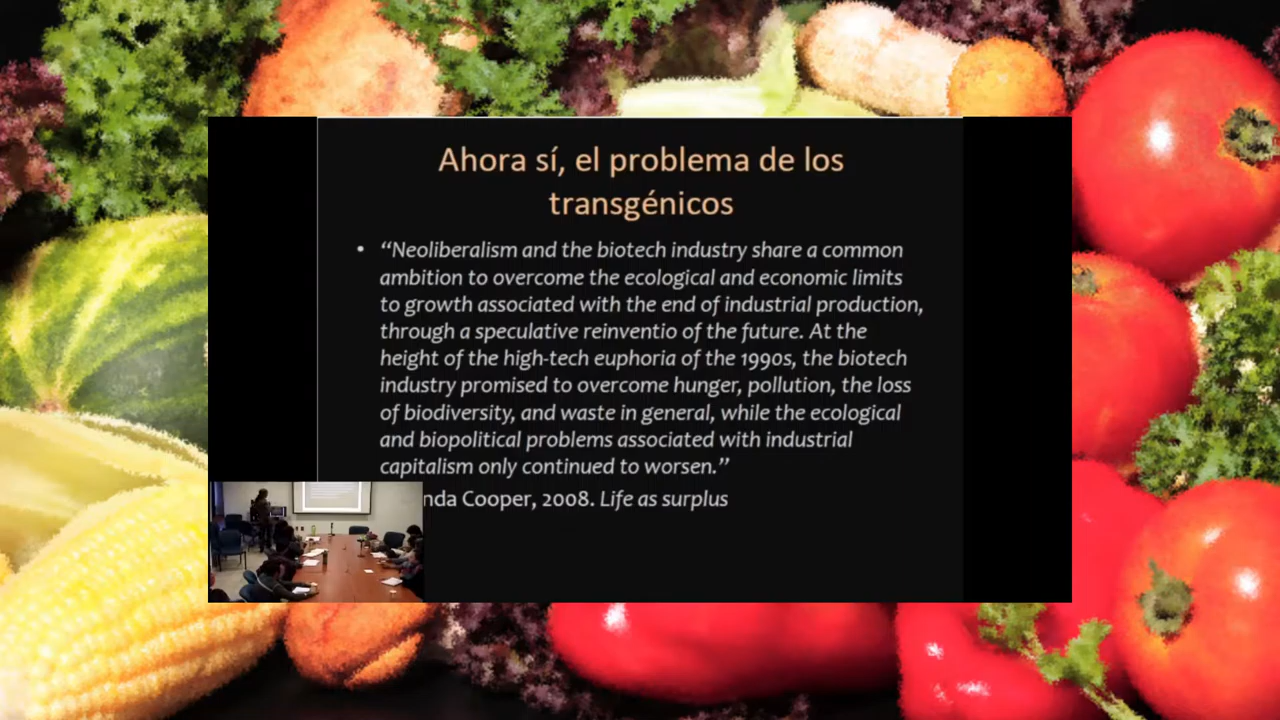 Ahora sí, el problema de los
transgénicos
• “Neoliberalism and the biotech industry share a common
ambition to overcome the ecological and economic limits
to growth associated with the end of industrial production,
through a speculative reinventio of the future. At the
height of the high-tech euphoria of the 1990s, the biotech
industry promised to overcome hunger, pollution, the loss
of biodiversity, and waste in general, while the ecological
and biopolitical problems associated with industrial
capitalism only continued to worsen.”
nda Cooper, 2008. Life as surplus